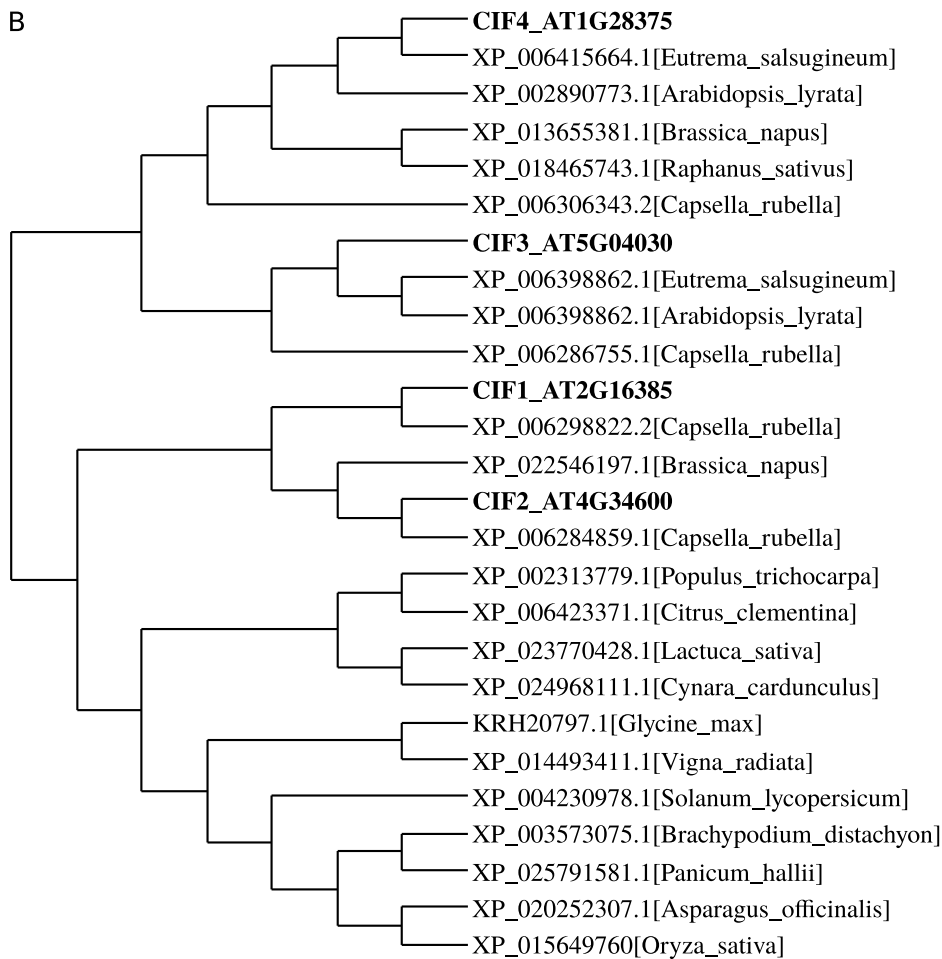 B
CIF4_AT1G28375
XP_006415664.1[Eutrema_salsugineum]
XP_002890773.1[Arabidopsis_lyrata]
XP_013655381.1[Brassica_napus]
XP_018465743.1[Raphanus_sativus]
XP_006306343.2[Capsella_rubella]
CIF3_AT5G04030
XP_006398862.1[Eutrema_salsugineum]
XP_006398862.1[Arabidopsis_lyrata]
XP_006286755.1[Capsella_rubella]
CIF1_AT2G16385
XP_006298822.2[Capsella_rubella]
XP_022546197.1[Brassica_napus]
CIF2_AT4G34600
XP_006284859.1[Capsella_rubella]
XP_002313779.1[Populus_trichocarpa]
XP_006423371.1[Citrus_clementina]
XP_023770428.1[Lactuca_sativa]
XP_024968111.1[Cynara_cardunculus]
KRH20797.1[Glycine_max]
XP_014493411.1[Vigna_radiata]
XP_004230978.1[Solanum_lycopersicum]
XP_003573075.1[Brachypodium_distachyon]
XP_025791581.1[Panicum_hallii]
XP_020252307.1[Asparagus_officinalis]
XP_015649760[Oryza_sativa]